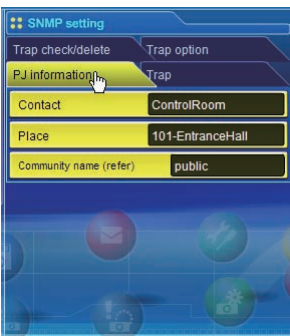 SNMP setting
Trap check/delete Trap option
PJ information Trap
Contact ControlRoom
Place 101-EntranceHall
Community name (refer) public